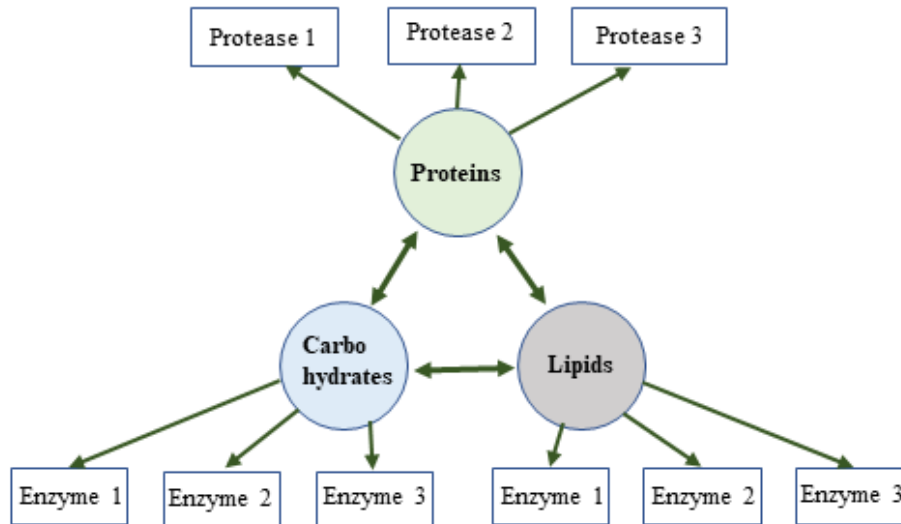 Protease 1
Protease 2
Protease 3
Proteins
Carbo
hydrates
Lipids
Enzyme 1
Enzyme 2
Enzyme 3
Enzyme 1
Enzyme 2
Enzyme 3